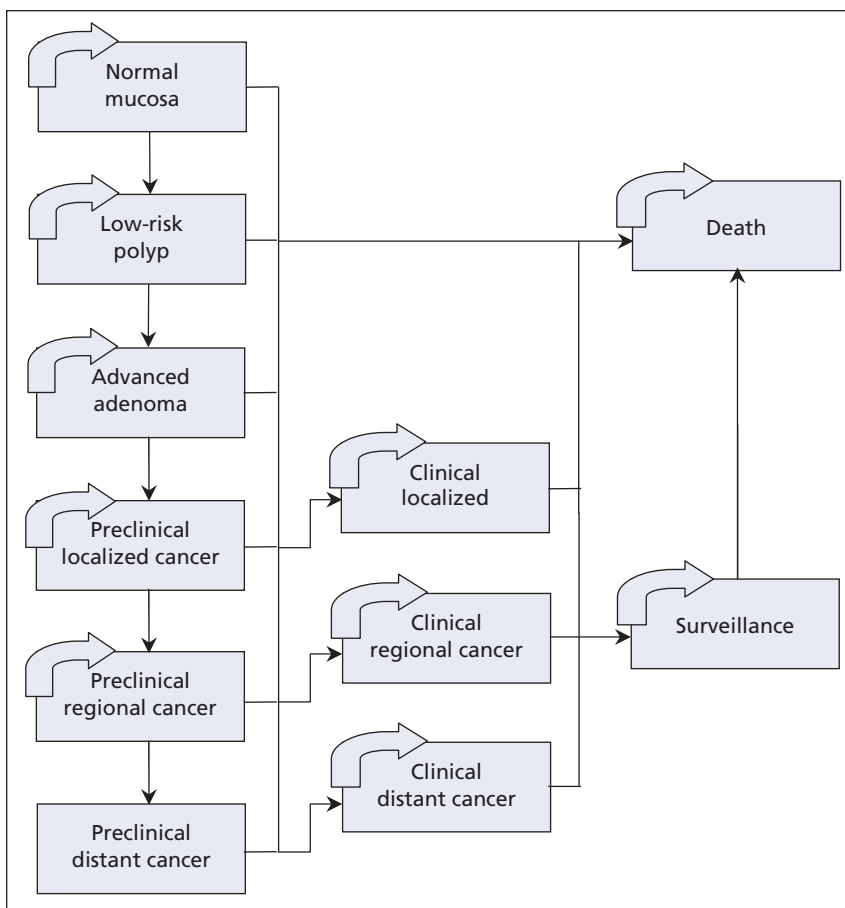 Normal
mucosa
Low-risk
polyp
Death
Advanced
adenoma
Clinical
localized
Preclinical
localized cancer
Clinical
regional cancer
Surveillance
Preclinical
regional cancer
Clinical
distant cancer
Preclinical
distant cancer